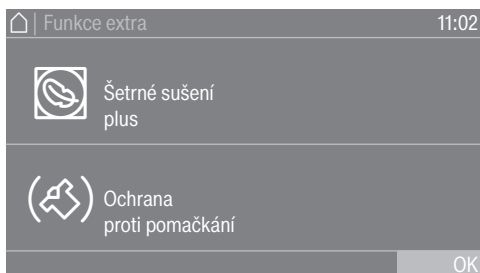 Funkce extra 11:02
Šetrné sušení
plus
Ochrana
proti pomačkání
OK